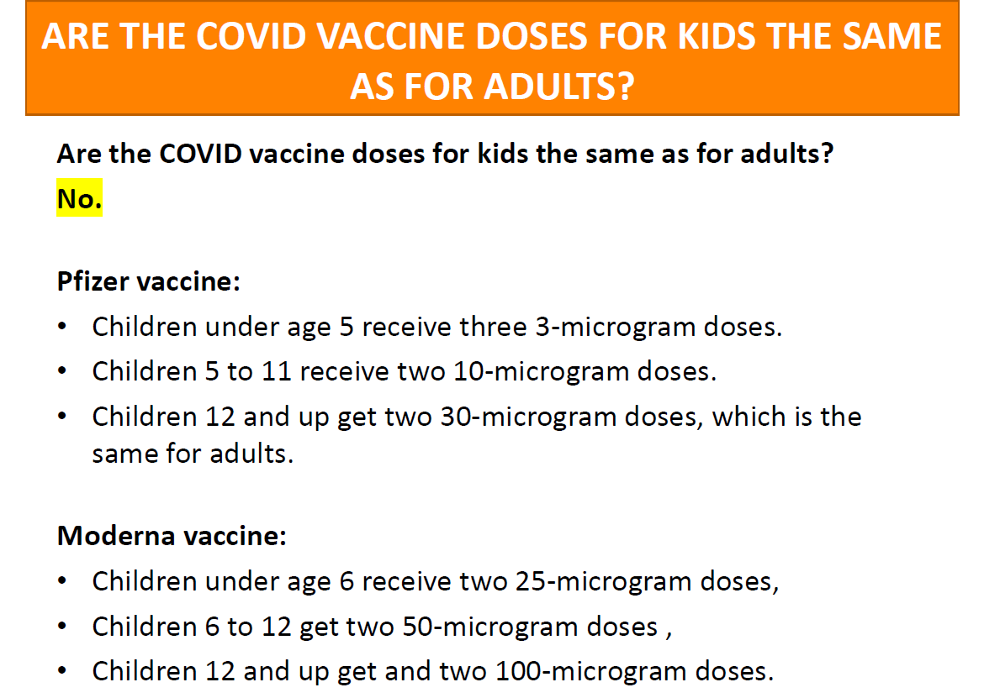 ARE THE COVID VACCINE DOSES FOR KIDS THE SAME
AS FOR ADULTS?
Are the COVID vaccine doses for kids the same as for adults?
No.
Pfizer vaccine:
• Children under age 5 receive three 3-microgram doses.
• Children 5 to 11 receive two 10-microgram doses.
• Children 12 and up get two 30-microgram doses, which is the
same for adults.
Moderna vaccine:
• Children under age 6 receive two 25-microgram doses,
• Children 6 to 12 get two 50-microgram doses ,
• Children 12 and up get and two 100-microgram doses.